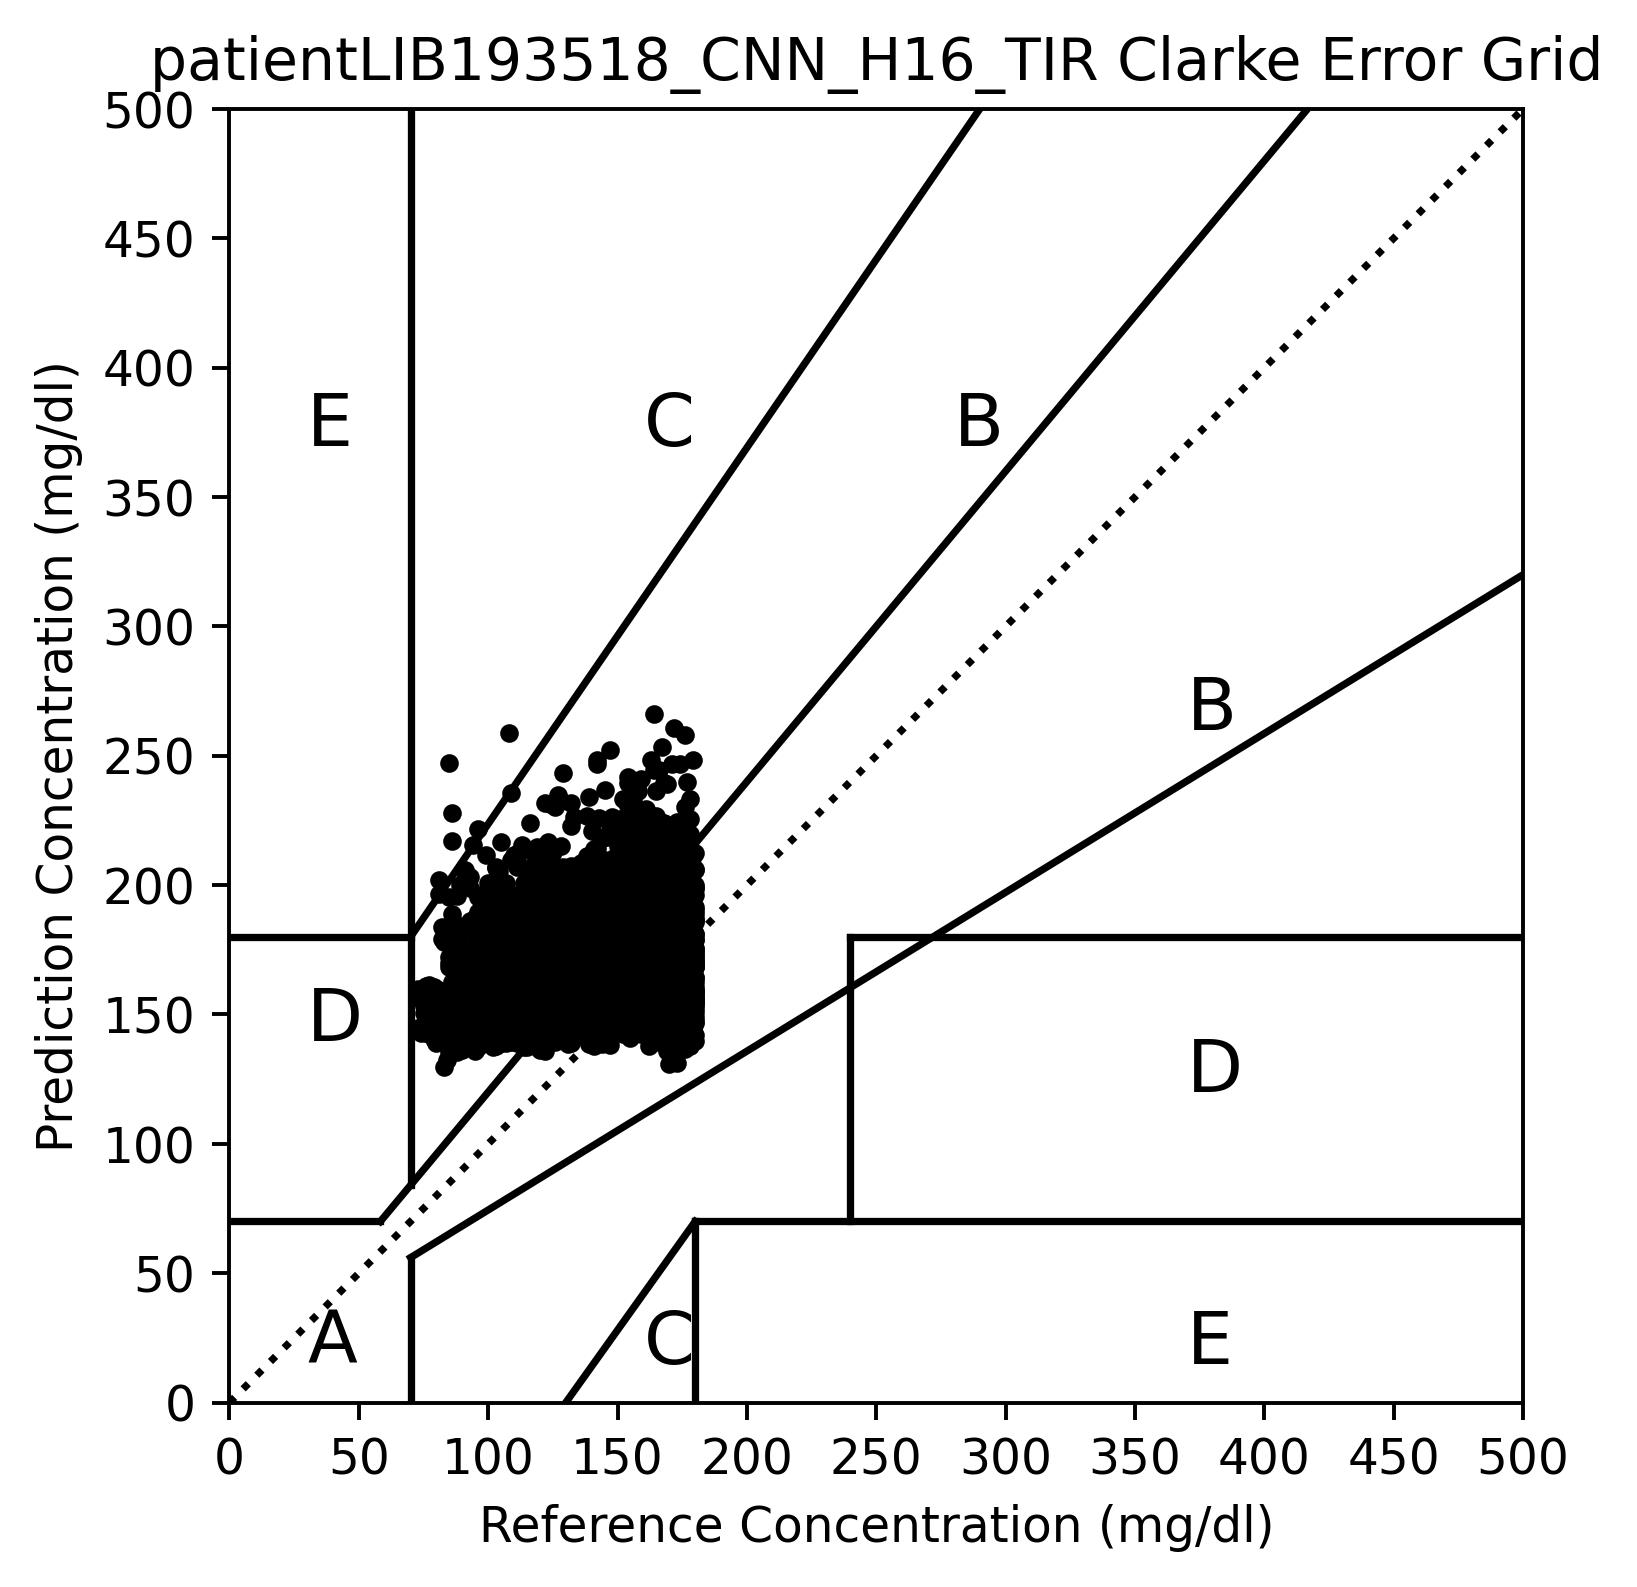 patientLIB193518_CNN_H16_TIR Clarke Error Grid
500
450
400
350
300
250
200
150
100
50
0
Prediction Concentration (mg/dl)
E
C
B
B
D
D
A
C
E
0 50 100 150 200 250 300 350 400 450 500
Reference Concentration (mg/dl)